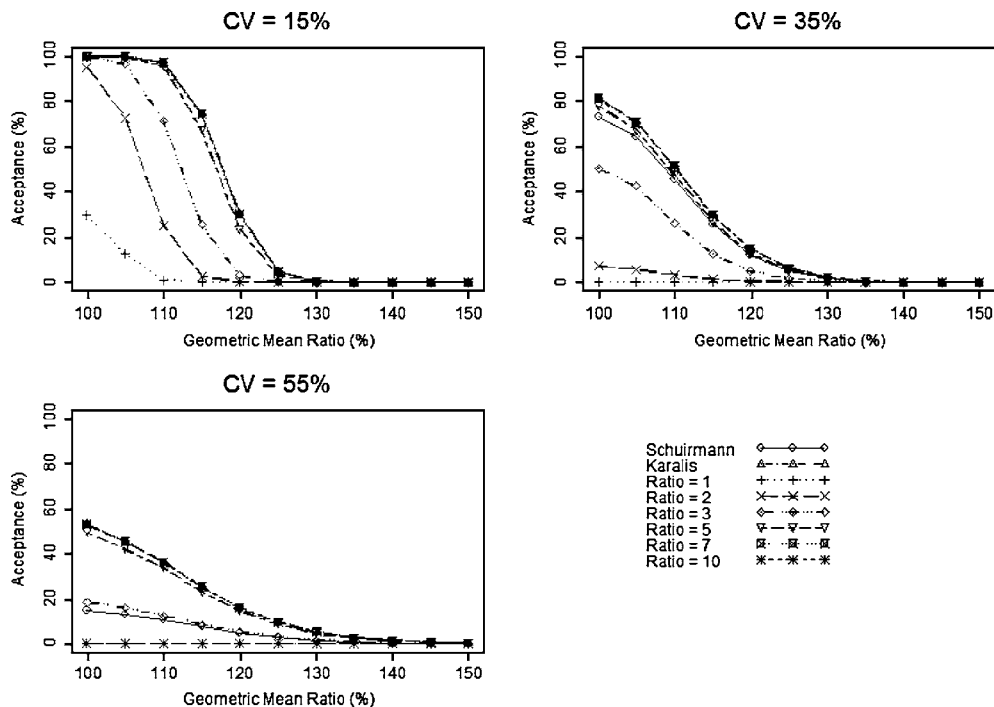 CV = 15%
Acceptance (%)
0 20 40 60 80 100
100 110 120 130 140 150
Geometric Mean Ratio (%)
CV = 35%
Acceptance (%)
0 20 40 60 80 100
100 110 120 130 140 150
Geometric Mean Ratio (%)
CV = 55%
Acceptance (%)
0 20 40 60 80 100
100 110 120 130 140 150
Geometric Mean Ratio (%)
Schuirmann
Karalis
Ratio = 1
Ratio = 2
Ratio = 3
Ratio = 5
Ratio = 7
Ratio = 10